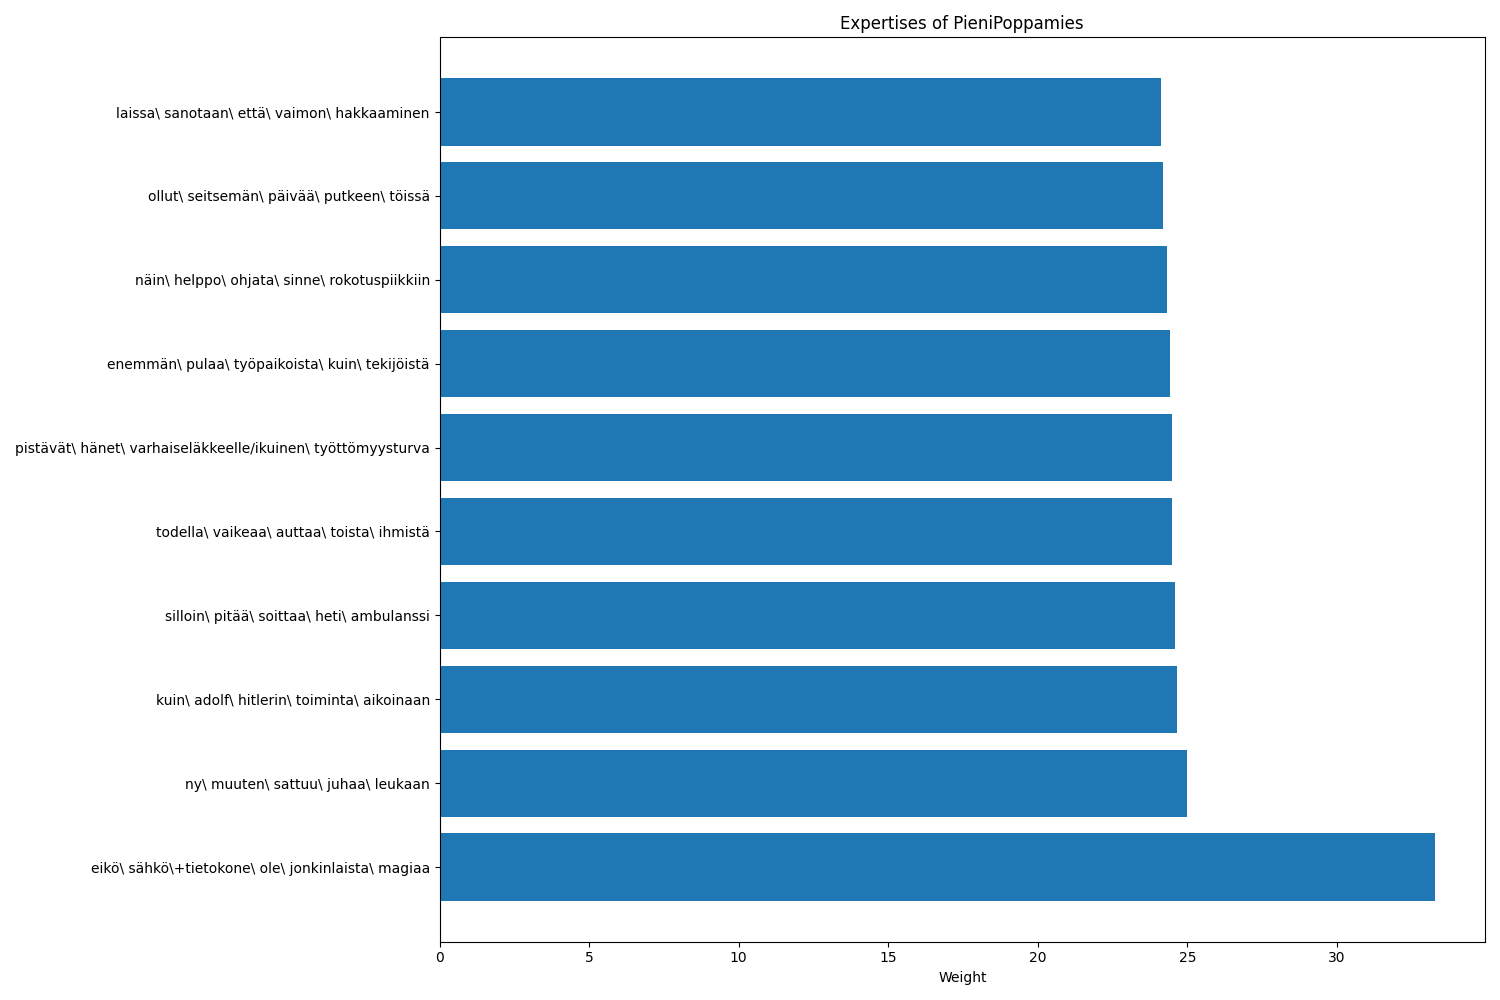 Expertises of PieniPoppamies
laissa\ sanotaan\ että\ vaimon\ hakkaaminen
ollut\ seitsemän\ päivää\ putkeen\ töissä
näin\ helppo\ ohjata\ sinne\ rokotuspiikkiin
enemmän\ pulaa\ työpaikoista\ kuin\ tekijöistä
pistävät\ hänet\ varhaiseläkkeelle/ikuinen\ työttömyysturva
todella\ vaikeaa\ auttaa\ toista\ ihmistä
silloin\ pitää\ soittaa\ heti\ ambulanssi
kuin\ adolf\ hitlerin\ toiminta\ aikoinaan
ny\ muuten\ sattuu\ juhaa\ leukaan
eikö\ sähkö\+tietokone\ ole\ jonkinlaista\ magiaa
0 5 10 15 20 25 30
Weight